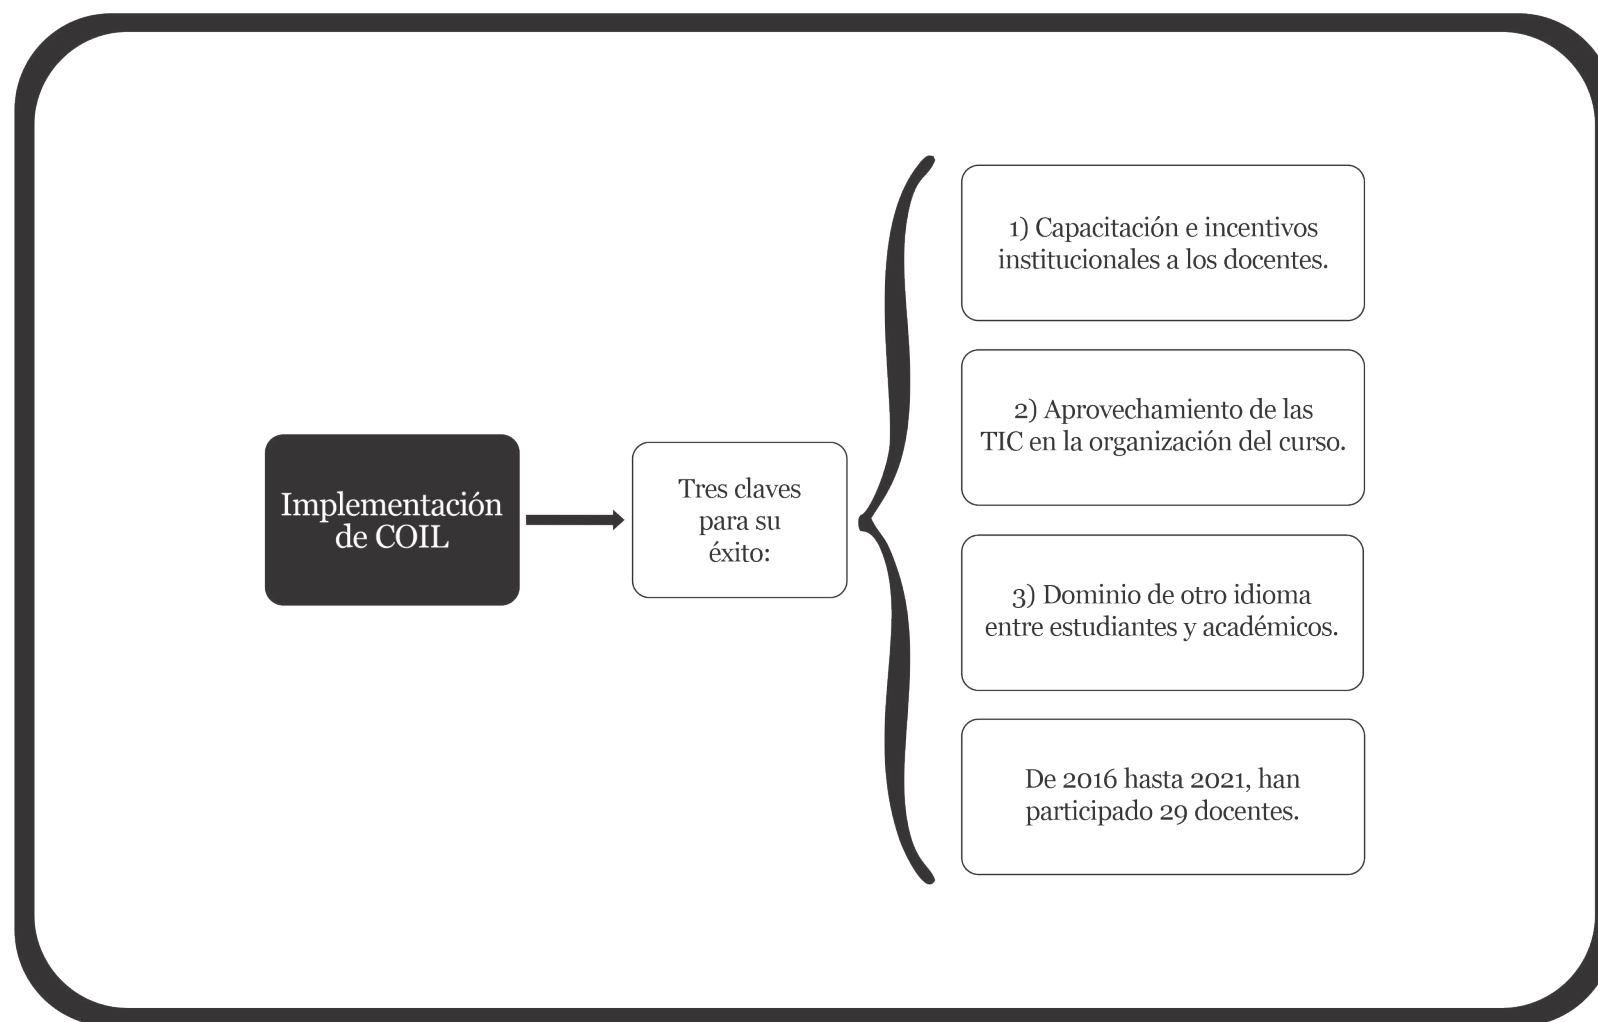 Implementación
de COIL
Tres claves
para su
éxito:
1) Capacitación e incentivos
institucionales a los docentes.
2) Aprovechamiento de las
TIC en la organización del curso.
3) Dominio de otro idioma
entre estudiantes y académicos.
De 2016 hasta 2021, han
participado 29 docentes.